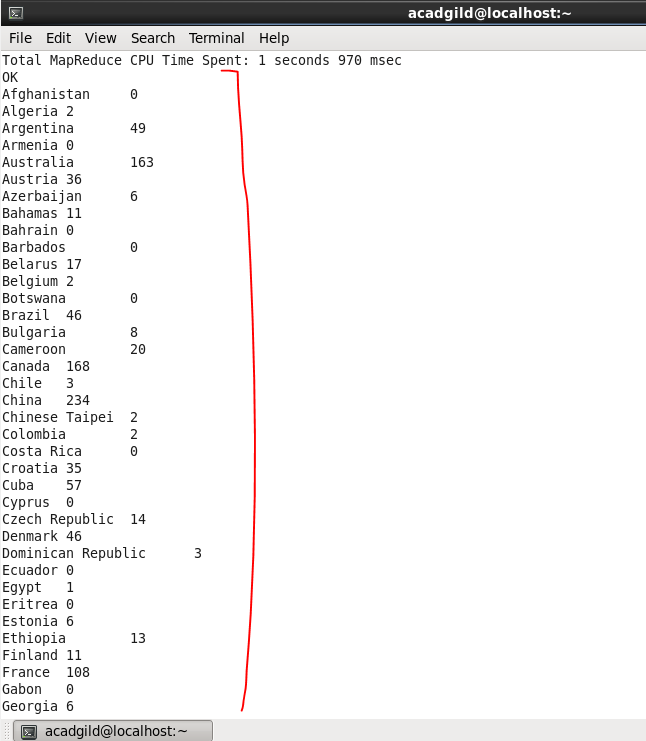 acadgild@localhost:~
File Edit View Search Terminal Help
Total MapReduce CPU Time Spent: 1 seconds 970 msec
OK
Afghanistan 0
Algeria 2
Argentina 49
Armenia 0
Australia 163
Austria 36
Azerbaijan 6
Bahamas 11
Bahrain 0
Barbados 0
Belarus 17
Belgium 2
Botswana 0
Brazil 46
Bulgaria 8
Cameroon 20
Canada 168
Chile 3
China 234
Chinese Taipei 2
Colombia 2
Costa Rica 0
Croatia 35
Cuba 57
Cyprus 0
Czech Republic 14
Denmark 46
Dominican Republic 3
Ecuador 0
Egypt 1
Eritrea 0
Estonia 6
Ethiopia 13
Finland 11
France 108
Gabon 0
Georgia 6
acadgild@localhost:~